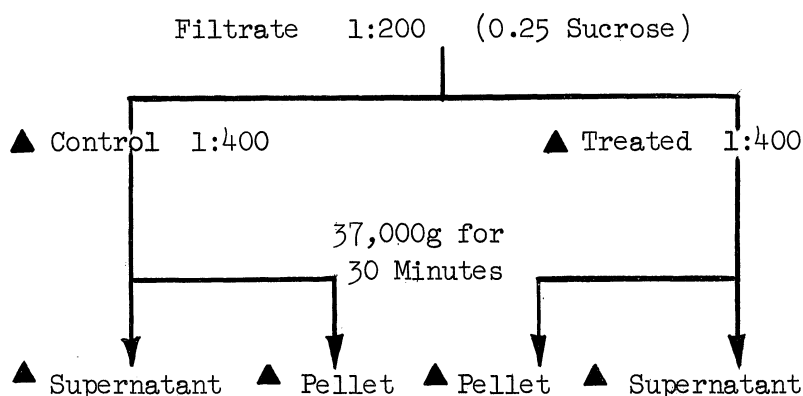 Filtrate 1:200 (0.25 Sucrose)
▲ Control 1:400 ▲ Treated 1:400
37,000g for
30 Minutes
▲ Supernatant ▲ Pellet ▲ Pellet ▲ Supernatant